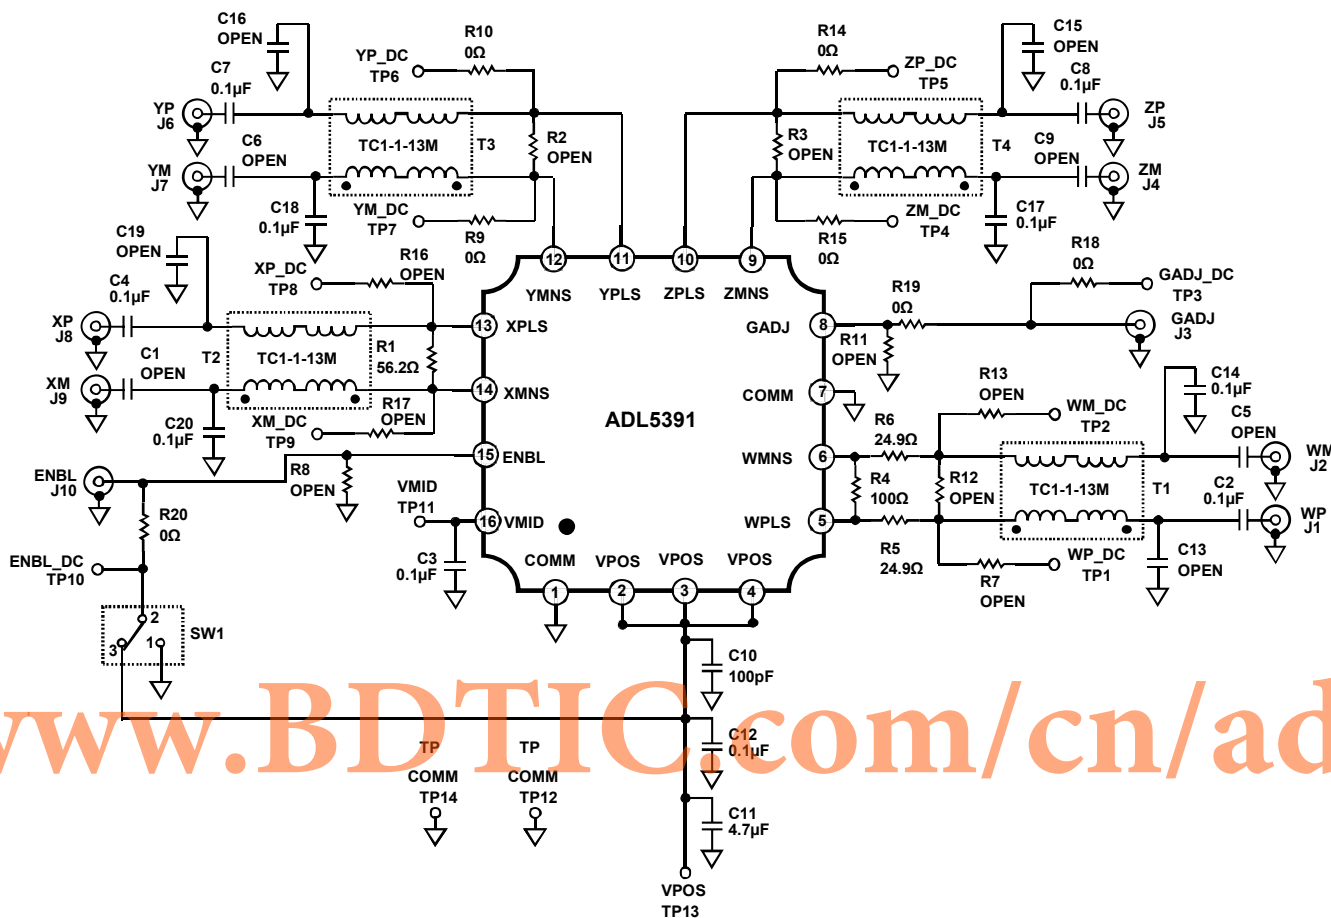 C16
OPEN
C7
0.1µF
YP
J6
C6
OPEN
YM
J7
C18
0.1µF
YP_DC
TP6
R10
0Ω
TC1-1-13M
T3
R2
OPEN
YM_DC
TP7
R9
0Ω
R14
0Ω
ZP_DC
TP5
C15
OPEN
C8
0.1µF
ZP
J5
R3
OPEN
TC1-1-13M
T4
C9
OPEN
ZM
J4
R15
0Ω
ZM_DC
TP4
C17
0.1µF
C19
OPEN
C4
0.1µF
XP
J8
C1
OPEN
XM
J9
C20
0.1µF
XP_DC
TP8
R16
OPEN
T2
TC1-1-13M
R1
56.2Ω
XM_DC
TP9
R17
OPEN
12
11
10
9
YMNS
YPLS
ZPLS
ZMNS
13
XPLS
14
XMNS
15
ENBL
16
VMID
ADL5391
GADJ
8
COMM
7
WMNS
6
WPLS
5
COMM
VPOS
VPOS
VPOS
1
2
3
4
R19
0Ω
R11
OPEN
R18
0Ω
GADJ_DC
TP3
GADJ
J3
R6
24.9Ω
R4
100Ω
R5
24.9Ω
R13
OPEN
WM_DC
TP2
R12
OPEN
TC1-1-13M
T1
R7
OPEN
WP_DC
TP1
C14
0.1µF
C5
OPEN
WM
J2
C2
0.1µF
WP
J1
C13
OPEN
ENBL
J10
R8
OPEN
VMID
TP11
C3
0.1µF
R20
0Ω
ENBL_DC
TP10
2
3
1
SW1
C10
100pF
C12
0.1µF
C11
4.7µF
VPOS
TP13
TP
COMM
TP14
TP
COMM
TP12
www.BDTIC.com/cn/ad